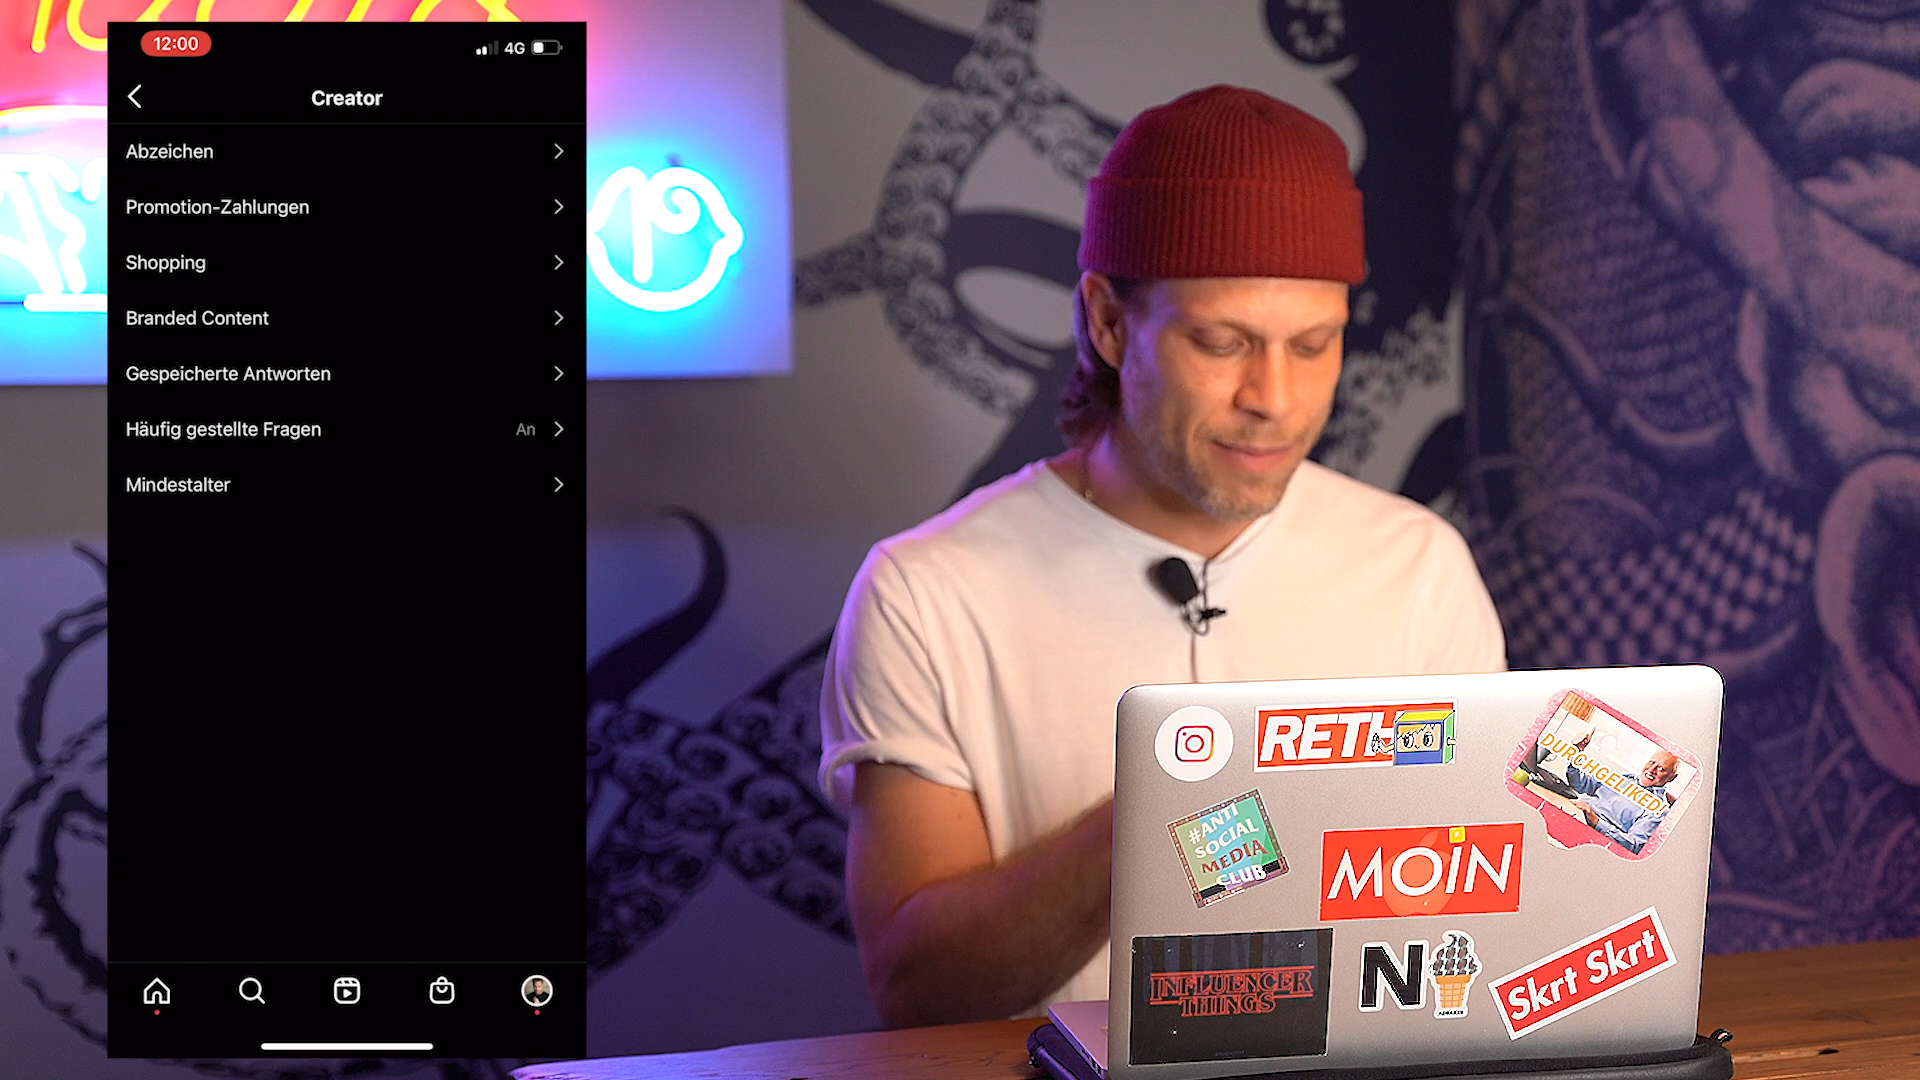 12:00
4G
Creator
Abzeichen
Promotion-Zahlungen
Shopping
Branded Content
Gespeicherte Antworten
Häufig gestellte Fragen An
Mindestalter
DURCHGELIKED!
#ANTI
SOCIAL
MEDIA
CLUB
MOIN
INFLUENCER
THINGS
N
Skrt Skrt